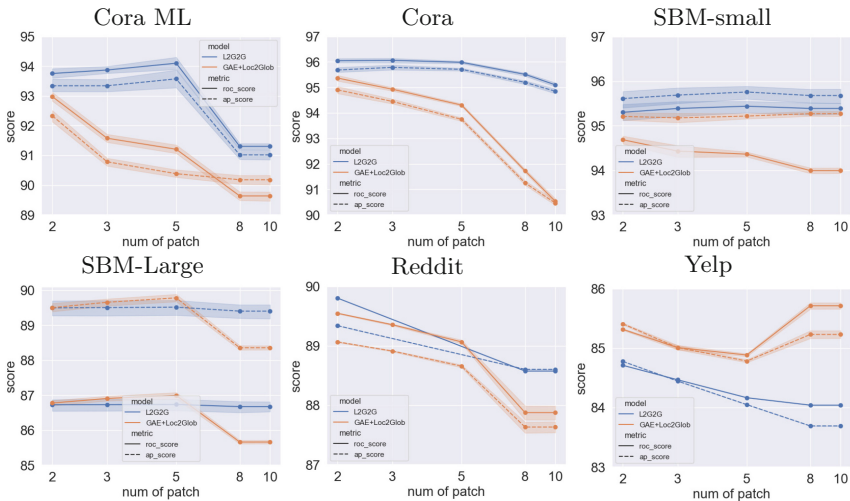 Cora ML
95
94
93
92
91
90
89
score
model
L2G2G
GAE+Loc2Glob
metric
roc_score
ap_score
2 3 5 8 10
num of patch
Cora
97
96
95
94
93
92
91
90
score
model
L2G2G
GAE+Loc2Glob
metric
roc_score
ap_score
2 3 5 8 10
num of patch
SBM-small
97
96
95
94
93
score
model
L2G2G
GAE+Loc2Glob
metric
roc_score
ap_score
2 3 5 8 10
num of patch
SBM-Large
90
89
88
87
86
85
score
model
L2G2G
GAE+Loc2Glob
metric
roc_score
ap_score
2 3 5 8 10
num of patch
Reddit
90
89
88
87
score
model
L2G2G
GAE+Loc2Glob
metric
roc_score
ap_score
2 3 5 8 10
num of patch
Yelp
86
85
84
83
score
model
L2G2G
GAE+Loc2Glob
metric
roc_score
ap_score
2 3 5 8 10
num of patch